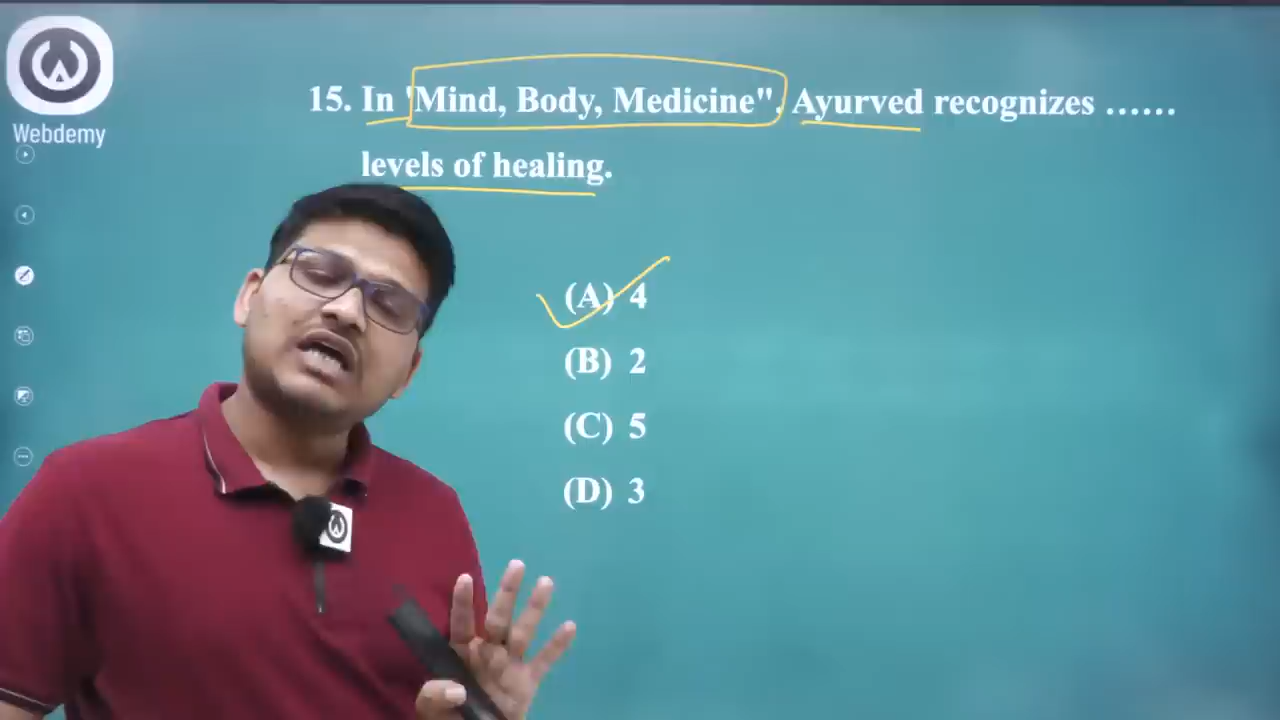 Webdemy
15. In 'Mind, Body, Medicine". Ayurved recognizes ......
levels of healing.
(A) 4
(B) 2
(C) 5
(D) 3